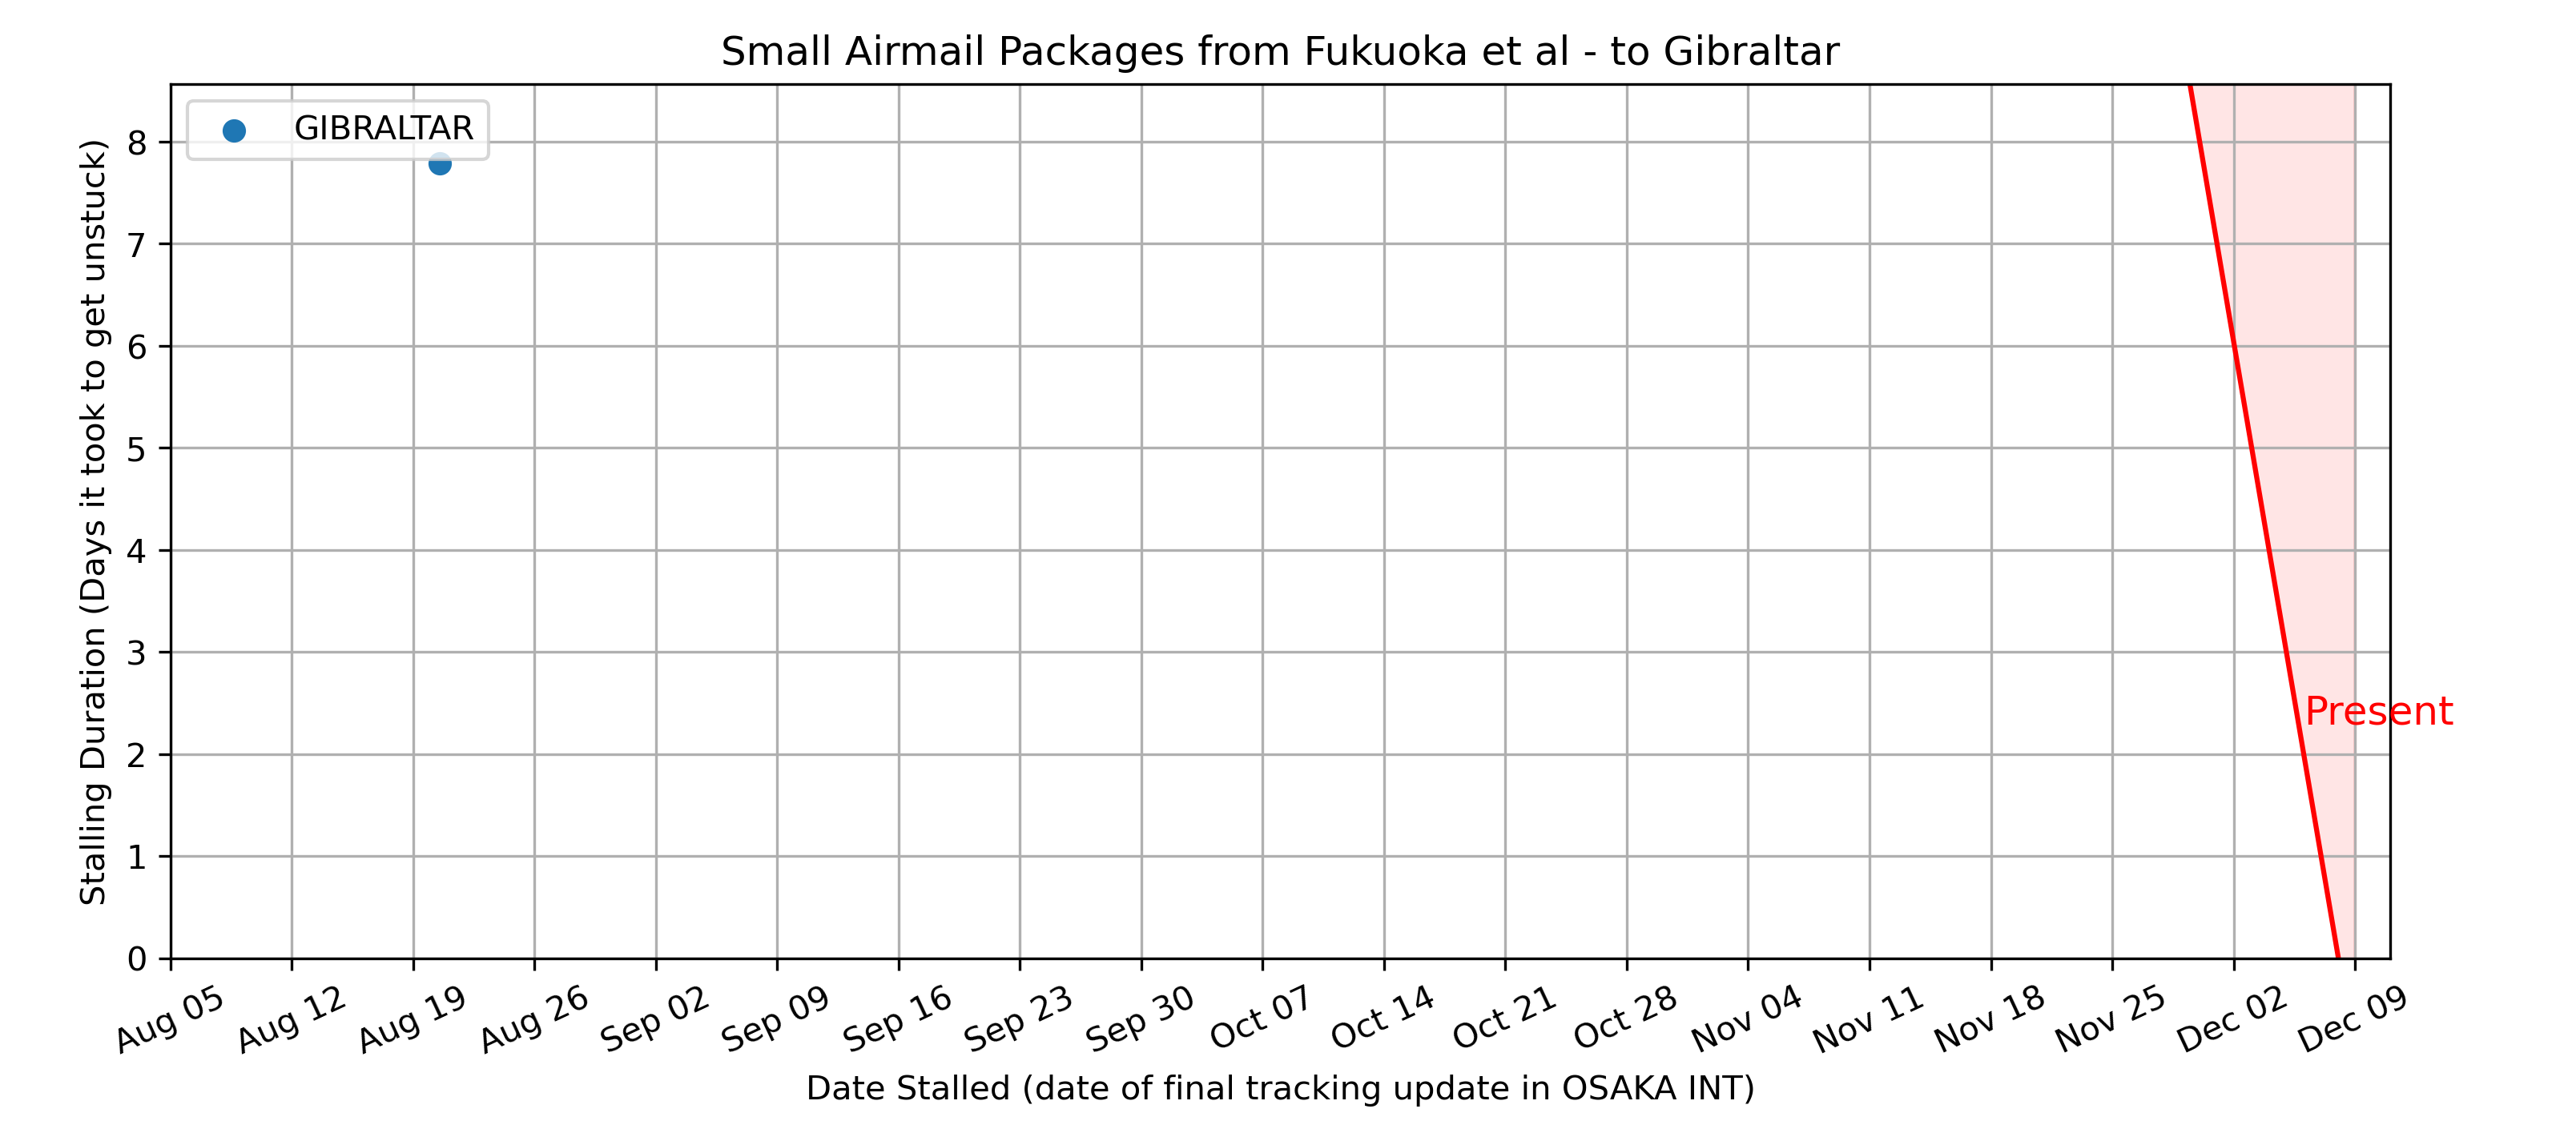 Small Airmail Packages from Fukuoka et al - to Gibraltar
GIBRALTAR
Stalling Duration (Days it took to get unstuck)
8
7
6
5
4
3
2
1
0
Present
Aug 05
Aug 12
Aug 19
Aug 26
Sep 02
Sep 09
Sep 16
Sep 23
Sep 30
Oct 07
Oct 14
Oct 21
Oct 28
Nov 04
Nov 11
Nov 18
Nov 25
Dec 02
Dec 09
Date Stalled (date of final tracking update in OSAKA INT)